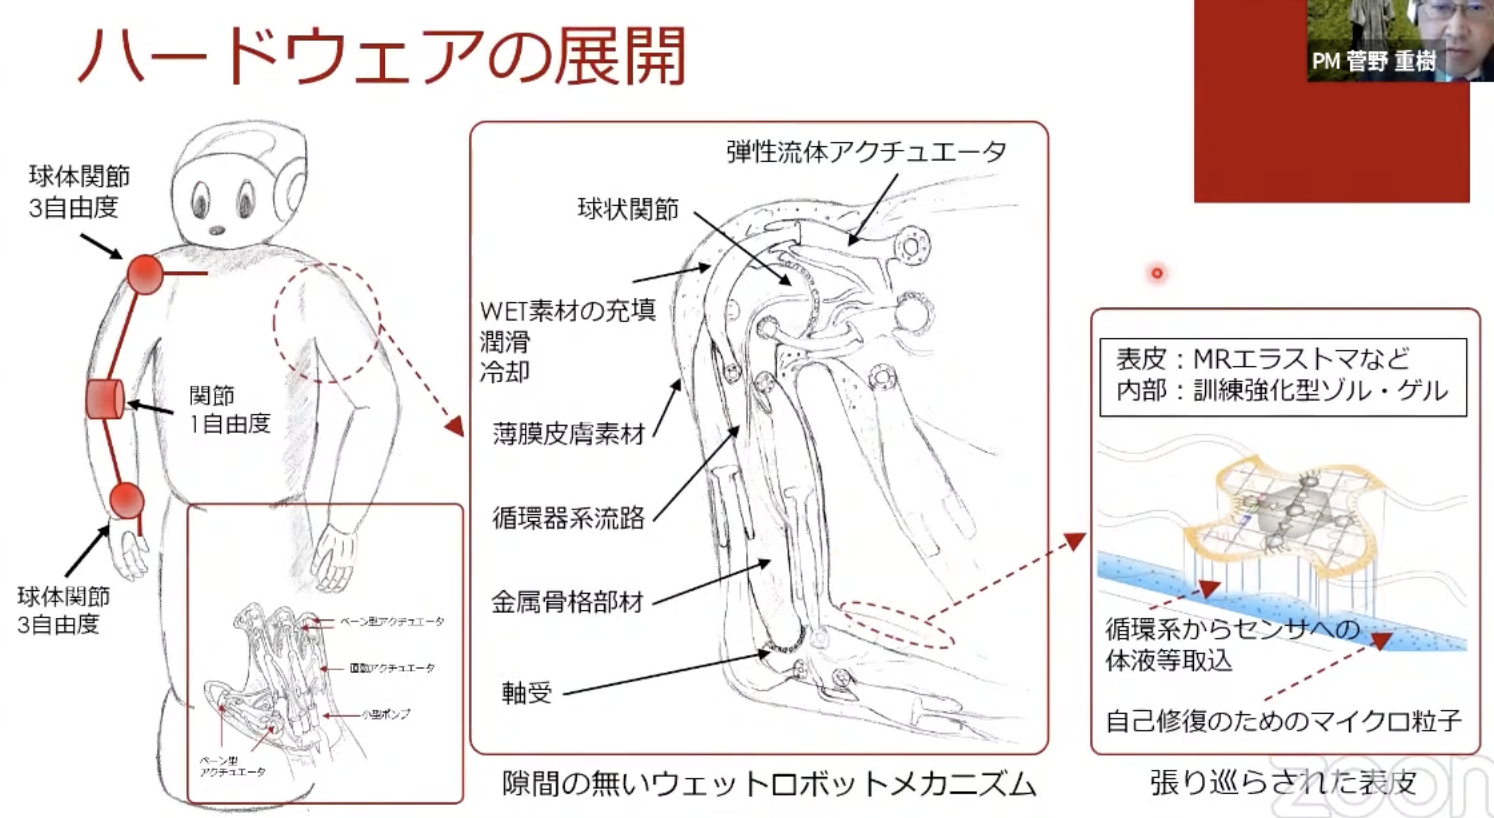 ハードウェアの展開
PM 菅野 重樹
球体関節
3自由度
関節
1自由度
球体関節
3自由度
ベーン型アクチュエータ
直動アクチュエータ
小型ポンプ
ベーン型
アクチュエータ
弾性流体アクチュエータ
球状関節
WET素材の充填
潤滑
冷却
薄膜皮膚素材
循環器系流路
金属骨格部材
軸受
隙間の無いウェットロボットメカニズム
表皮：MRエラストマなど
内部：訓練強化型ゾル・ゲル
循環系からセンサへの
体液等取込
自己修復のためのマイクロ粒子
張り巡らされた表皮
zoom